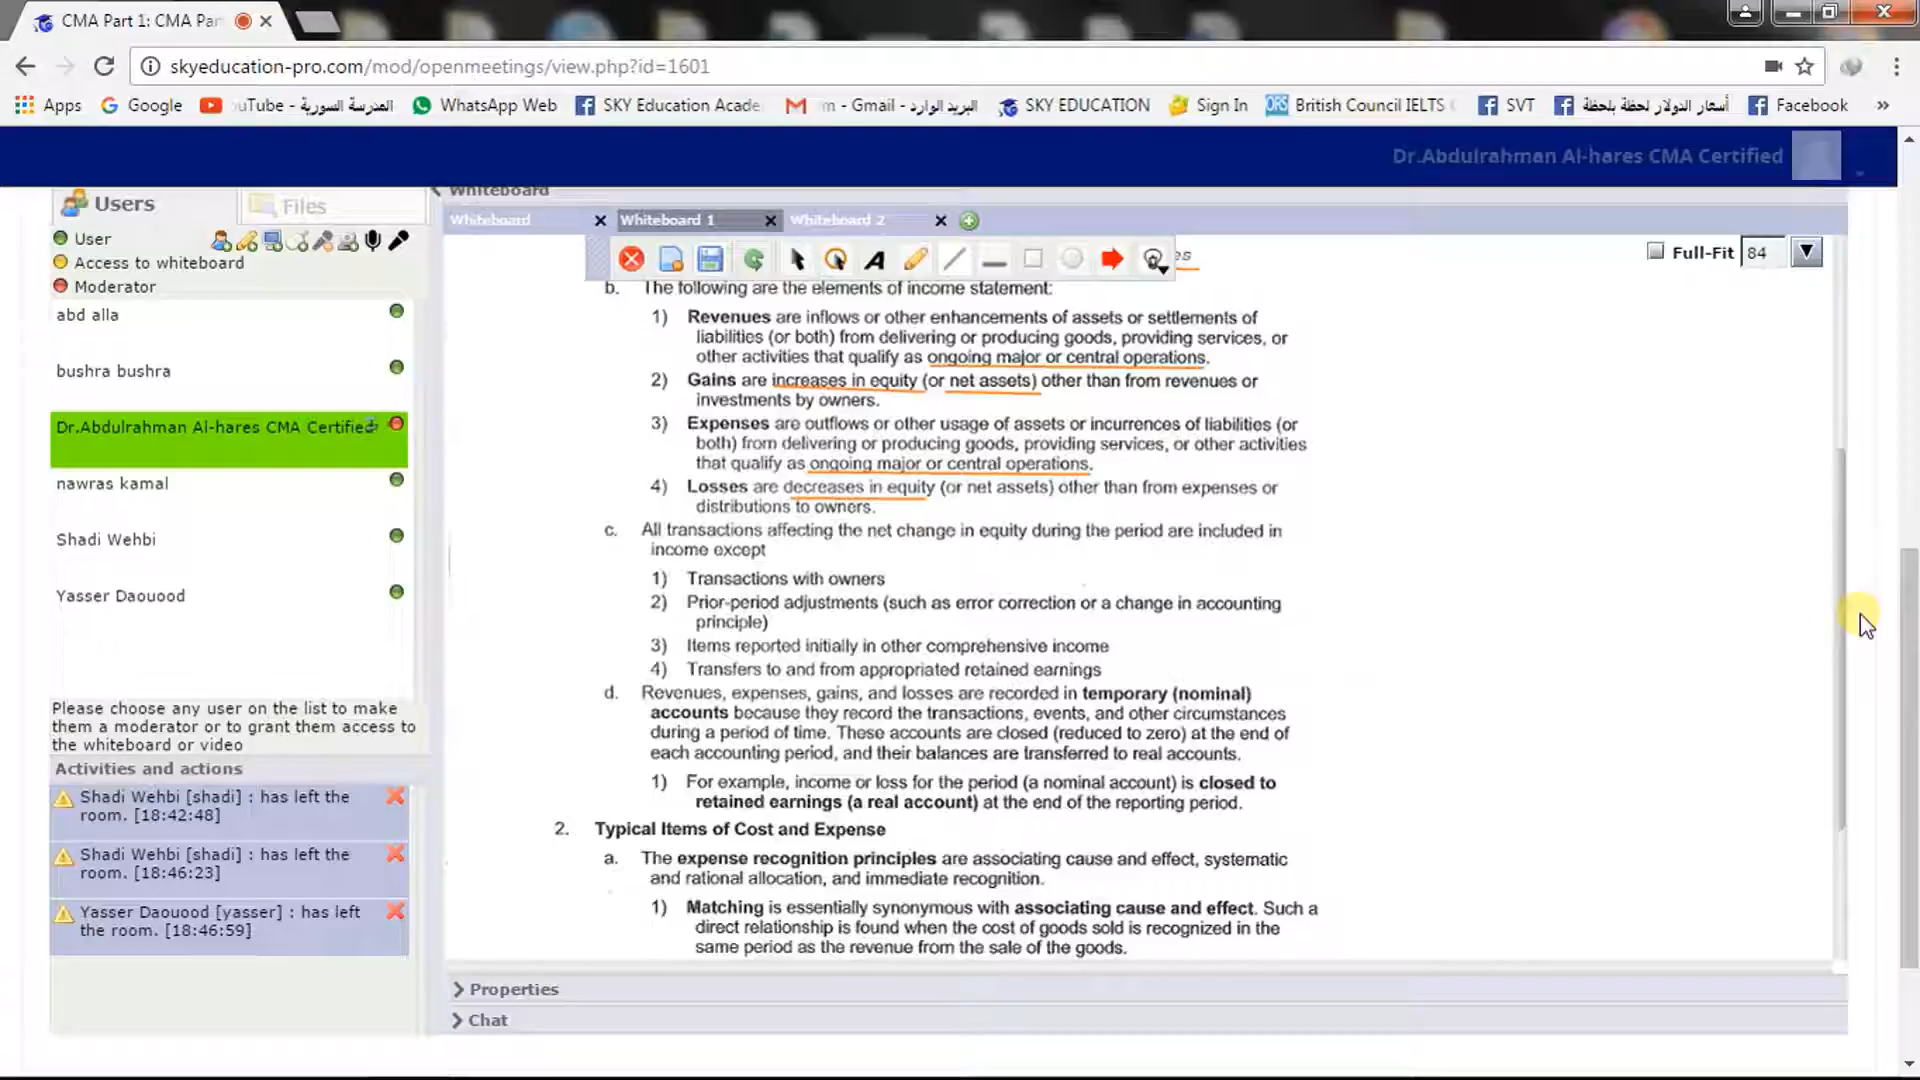 CMA Part 1: CMA Par
skyeducation-pro.com/mod/openmeetings/view.php?id=1601
Apps
Google
uTube - المدرسة السورية
WhatsApp Web
SKY Education Acade
m - Gmail - البريد الوارد
SKY EDUCATION
Sign In
British Council IELTS
SVT
أسعار الدولار لحظة بلحظة
Facebook
»
Dr.Abdulrahman Al-hares CMA Certified
Users
Files
User
Access to whiteboard
Moderator
abd alla
bushra bushra
Dr.Abdulrahman Al-hares CMA Certified
nawras kamal
Shadi Wehbi
Yasser Daouood
Please choose any user on the list to make
them a moderator or to grant them access to
the whiteboard or video
Activities and actions
Shadi Wehbi [shadi] : has left the
room. [18:42:48]
Shadi Wehbi [shadi] : has left the
room. [18:46:23]
Yasser Daouood [yasser] : has left
the room. [18:46:59]
Whiteboard
Whiteboard
Whiteboard 1
Whiteboard 2
Full-Fit 84
es
b. The following are the elements of income statement:
1) Revenues are inflows or other enhancements of assets or settlements of
liabilities (or both) from delivering or producing goods, providing services, or
other activities that qualify as ongoing major or central operations.
2) Gains are increases in equity (or net assets) other than from revenues or
investments by owners.
3) Expenses are outflows or other usage of assets or incurrences of liabilities (or
both) from delivering or producing goods, providing services, or other activities
that qualify as ongoing major or central operations.
4) Losses are decreases in equity (or net assets) other than from expenses or
distributions to owners.
c. All transactions affecting the net change in equity during the period are included in
income except
1) Transactions with owners
2) Prior-period adjustments (such as error correction or a change in accounting
principle)
3) Items reported initially in other comprehensive income
4) Transfers to and from appropriated retained earnings
d. Revenues, expenses, gains, and losses are recorded in temporary (nominal)
accounts because they record the transactions, events, and other circumstances
during a period of time. These accounts are closed (reduced to zero) at the end of
each accounting period, and their balances are transferred to real accounts.
1) For example, income or loss for the period (a nominal account) is closed to
retained earnings (a real account) at the end of the reporting period.
2. Typical Items of Cost and Expense
a. The expense recognition principles are associating cause and effect, systematic
and rational allocation, and immediate recognition.
1) Matching is essentially synonymous with associating cause and effect. Such a
direct relationship is found when the cost of goods sold is recognized in the
same period as the revenue from the sale of the goods.
Properties
Chat